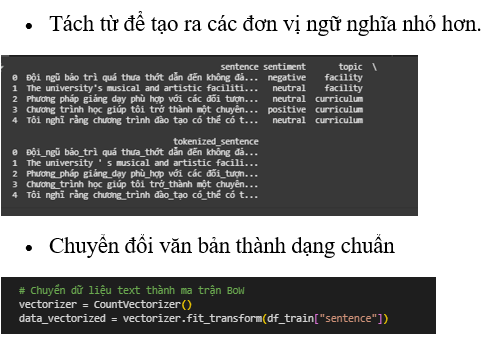 • Tách từ để tạo ra các đơn vị ngữ nghĩa nhỏ hơn.
sentence sentiment topic \
0 Đội ngũ bảo trì quá thưa thớt dẫn đến không đả... negative facility
1 The university's musical and artistic faciliti... neutral facility
2 Phương pháp giảng dạy phù hợp với các đối tượn... neutral curriculum
3 Chương trình học giúp tôi trở thành một chuyên... positive curriculum
4 Tôi nghĩ rằng chương trình đào tạo có thể có t... neutral curriculum
tokenized_sentence
0 Đội_ngũ bảo_trì quá thưa_thớt dẫn đến không đả...
1 The university ' s musical and artistic facili...
2 Phương_pháp giảng_dạy phù_hợp với các đối_tượn...
3 Chương_trình học giúp tôi trở_thành một chuyên...
4 Tôi nghĩ rằng chương_trình đào_tạo có_thể có t...
• Chuyển đổi văn bản thành dạng chuẩn
# Chuyển dữ liệu text thành ma trận BoW
vectorizer = CountVectorizer()
data_vectorized = vectorizer.fit_transform(df_train["sentence"])